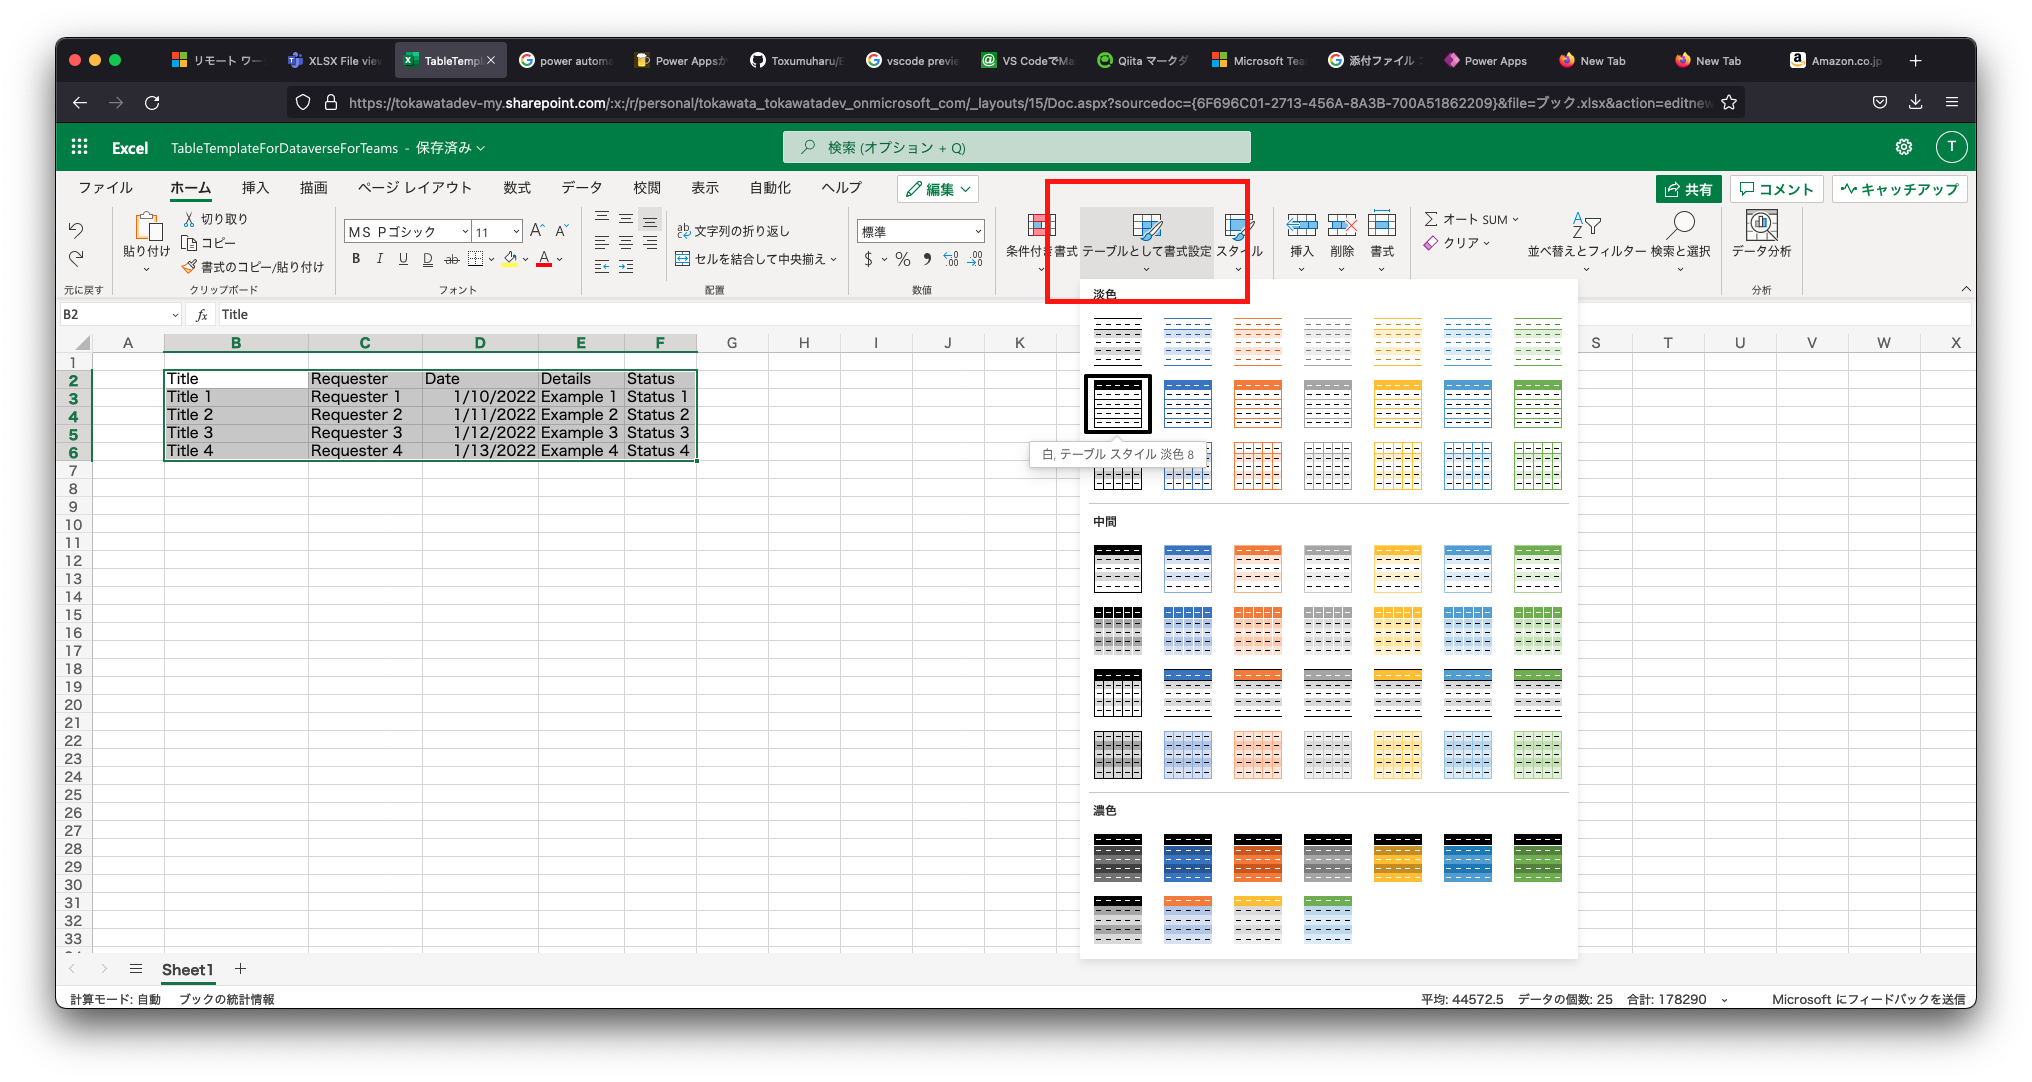 リモート ワー
XLSX File view
TableTempl
power automa
Power Appsが
Toxumuharu/E
vscode previe
VS CodeでMa
Qiita マークダ
Microsoft Tea
添付ファイル
Power Apps
New Tab
New Tab
Amazon.co.jp
https://tokawatadev-my.sharepoint.com/:x:/r/personal/tokawata_tokawatadev_onmicrosoft_com/_layouts/15/Doc.aspx?sourcedoc={6F696C01-2713-456A-8A3B-700A51862209}&file=ブック.xlsx&action=editnew
Excel TableTemplateForDataverseForTeams - 保存済み
検索 (オプション + Q)
T
ファイル ホーム 挿入 描画 ページ レイアウト 数式 データ 校閲 表示 自動化 ヘルプ 編集 共有 コメント キャッチアップ
貼り付け
切り取り
コピー
書式のコピー/貼り付け
MS Pゴシック 11
B I U D ab A
文字列の折り返し
セルを結合して中央揃え
標準
$ % .00 .00
条件付き書式 テーブルとして書式設定 スタイル
挿入 削除 書式
オート SUM
クリア
並べ替えとフィルター 検索と選択 データ分析
元に戻す クリップボード フォント 配置 数値 分析
B2 fx Title
A B C D E F G H I J K S T U V W X
1
2 Title Requester Date Details Status
3 Title 1 Requester 1 1/10/2022 Example 1 Status 1
4 Title 2 Requester 2 1/11/2022 Example 2 Status 2
5 Title 3 Requester 3 1/12/2022 Example 3 Status 3
6 Title 4 Requester 4 1/13/2022 Example 4 Status 4
7
8
9
10
11
12
13
14
15
16
17
18
19
20
21
22
23
24
25
26
27
28
29
30
31
32
33
淡色
白, テーブル スタイル 淡色 8
中間
濃色
Sheet1
計算モード: 自動 ブックの統計情報
平均: 44572.5 データの個数: 25 合計: 178290 Microsoft にフィードバックを送信